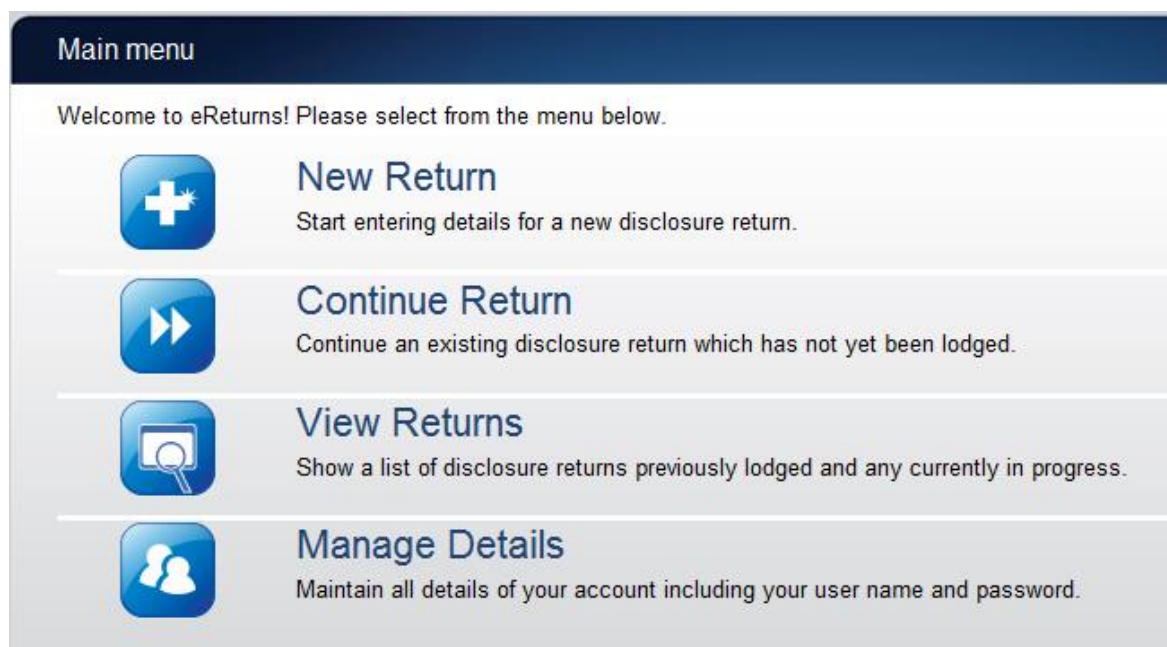 Main menu
Welcome to eReturns! Please select from the menu below.
New Return
Start entering details for a new disclosure return.
Continue Return
Continue an existing disclosure return which has not yet been lodged.
View Returns
Show a list of disclosure returns previously lodged and any currently in progress.
Manage Details
Maintain all details of your account including your user name and password.